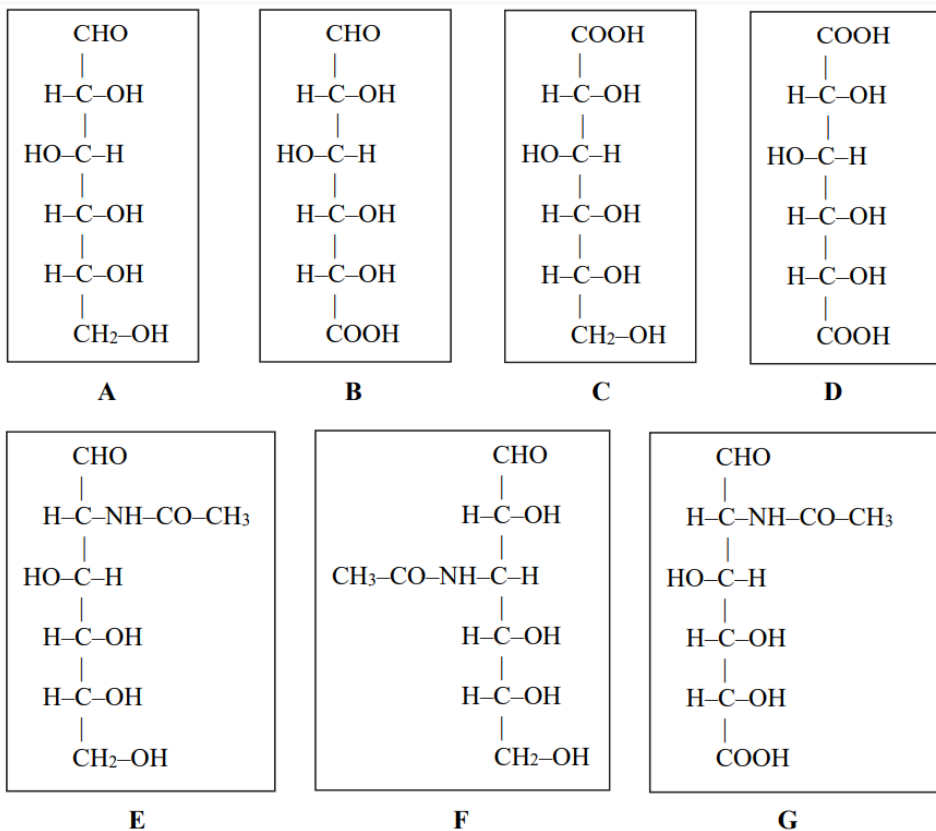 CHO
|
H–C–OH
|
HO–C–H
|
H–C–OH
|
H–C–OH
|
CH2–OH
A
CHO
|
H–C–OH
|
HO–C–H
|
H–C–OH
|
H–C–OH
|
COOH
B
COOH
|
H–C–OH
|
HO–C–H
|
H–C–OH
|
H–C–OH
|
CH2–OH
C
COOH
|
H–C–OH
|
HO–C–H
|
H–C–OH
|
H–C–OH
|
COOH
D
CHO
|
H–C–NH–CO–CH3
|
HO–C–H
|
H–C–OH
|
H–C–OH
|
CH2–OH
E
CHO
|
H–C–OH
|
CH3–CO–NH–C–H
|
H–C–OH
|
H–C–OH
|
CH2–OH
F
CHO
|
H–C–NH–CO–CH3
|
HO–C–H
|
H–C–OH
|
H–C–OH
|
COOH
G